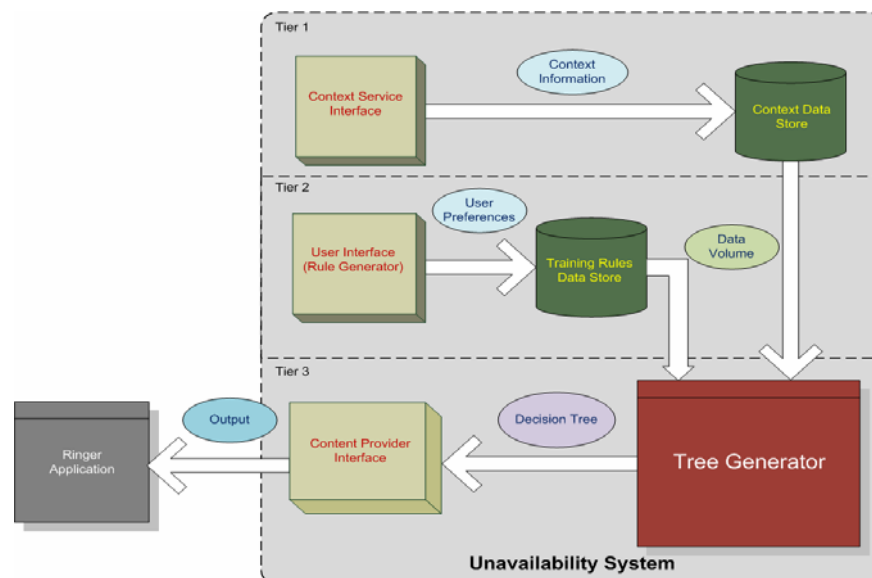 Tier 1
Context
Information
Context Service
Interface
Context Data
Store
Tier 2
User
Preferences
User Interface
(Rule Generator)
Training Rules
Data Store
Data
Volume
Tier 3
Ringer
Application
Output
Content Provider
Interface
Decision Tree
Tree Generator
Unavailability System